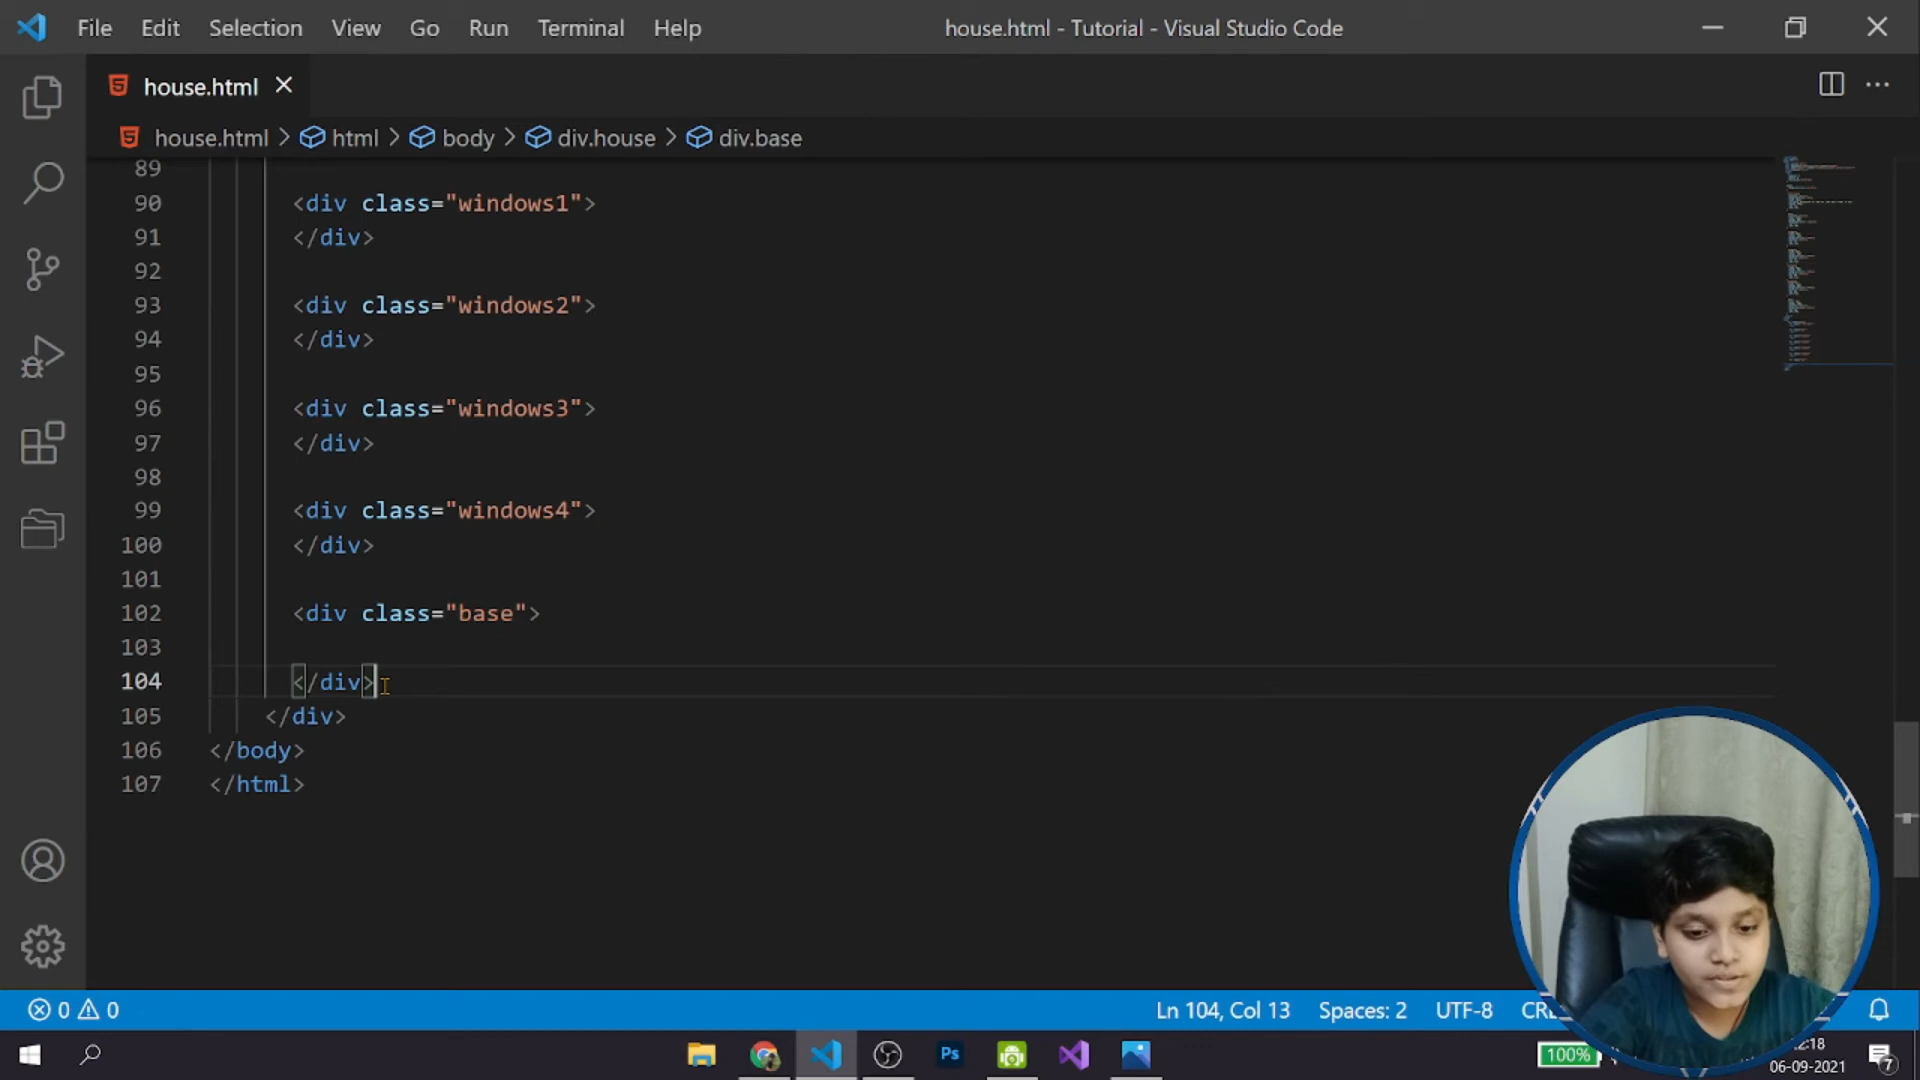 File Edit Selection View Go Run Terminal Help house.html - Tutorial - Visual Studio Code
house.html
house.html > html > body > div.house > div.base
89
90 <div class="windows1">
91 </div>
92
93 <div class="windows2">
94 </div>
95
96 <div class="windows3">
97 </div>
98
99 <div class="windows4">
100 </div>
101
102 <div class="base">
103
104 </div>
105 </div>
106 </body>
107 </html>
0 0 Ln 104, Col 13 Spaces: 2 UTF-8
Ps 100%
06-09-2021 7